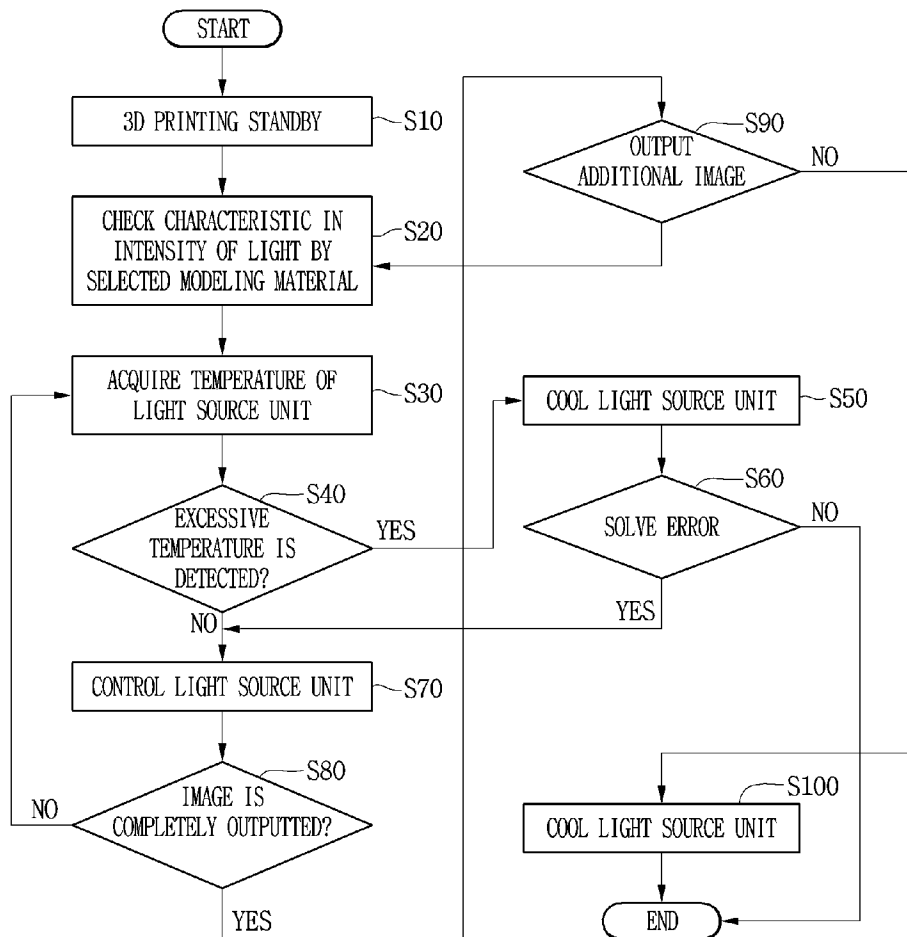 START
3D PRINTING STANDBY
S10
CHECK CHARACTERISTIC IN
INTENSITY OF LIGHT BY
SELECTED MODELING MATERIAL
S20
ACQUIRE TEMPERATURE OF
LIGHT SOURCE UNIT
S30
S40
EXCESSIVE
TEMPERATURE IS
DETECTED?
YES
NO
CONTROL LIGHT SOURCE UNIT
S70
S80
IMAGE IS
COMPLETELY OUTPUTTED?
NO
YES
S90
OUTPUT
ADDITIONAL IMAGE
NO
COOL LIGHT SOURCE UNIT
S50
S60
SOLVE ERROR
NO
YES
S100
COOL LIGHT SOURCE UNIT
END